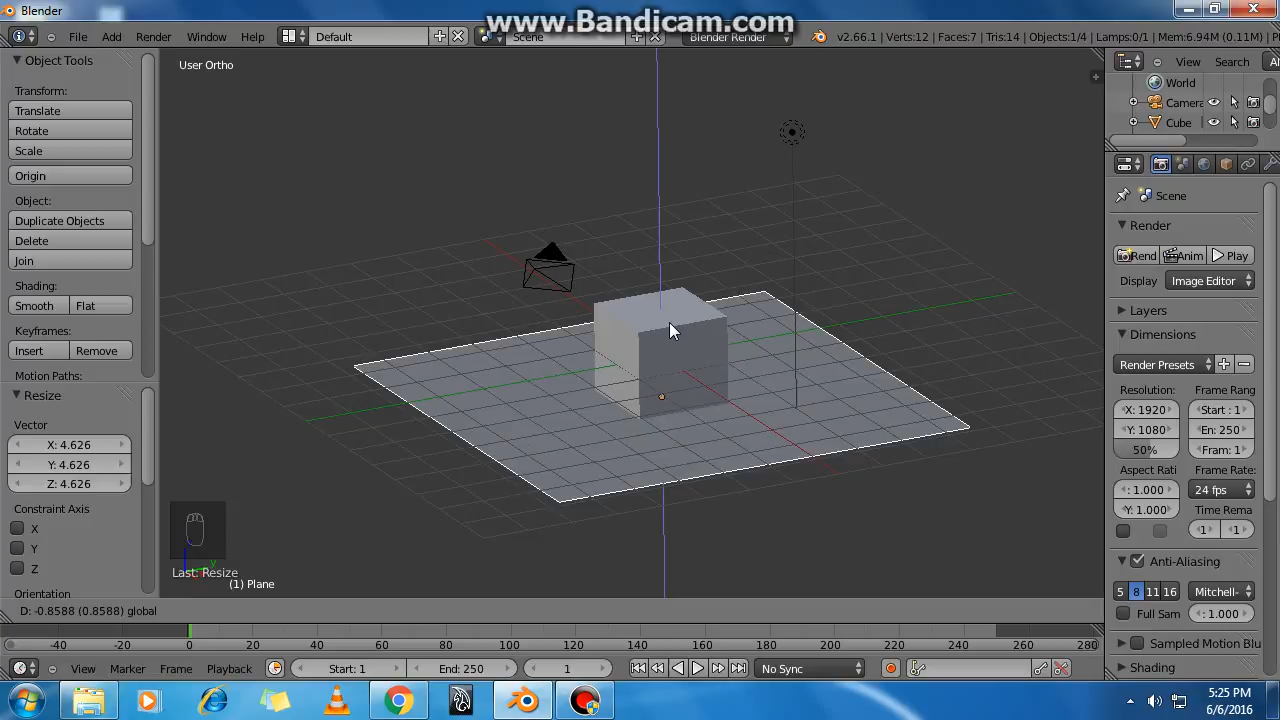 Blender
www.Bandicam.com
File Add Render Window Help Default Scene Blender Render v2.66.1 | Verts:12 | Faces:7 | Tris:14 | Objects:1/4 | Lamps:0/1 | Mem:6.94M (0.11M) |
Object Tools
User Ortho
View Search
World
Camera
Cube
Transform:
Translate
Rotate
Scale
Origin
Scene
Object:
Duplicate Objects
Delete
Join
Render
Rend Anim Play
Display Image Editor
Shading:
Smooth Flat
Layers
Keyframes:
Insert Remove
Dimensions
Render Presets
Motion Paths:
Resize
Resolution: Frame Rang
X: 1920 Start : 1
Y: 1080 En: 250
50% Fram: 1
Vector
X: 4.626
Y: 4.626
Z: 4.626
Aspect Rati Frame Rate:
: 1.000 24 fps
Y: 1.000 Time Rema
1 1
Constraint Axis
X
Y
Z
Orientation
Last: Resize
y
(1) Plane
Anti-Aliasing
5 8 11 16 Mitchell-
Full Sam 1.000
D: -0.8588 (0.8588) global
Sampled Motion Blu
Shading
-40 -20 0 20 40 60 80 100 120 140 160 180 200 220 240 260 280
View Marker Frame Playback Start: 1 End: 250 1 No Sync
5:25 PM
6/6/2016